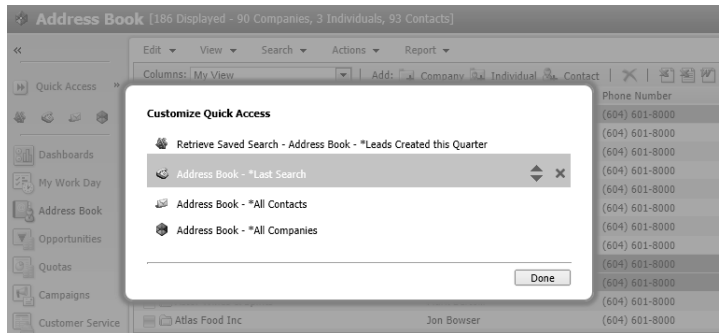 Address Book [186 Displayed - 90 Companies, 3 Individuals, 93 Contacts]
«
Edit View Search Actions Report
Columns: My View Add: Company Individual Contact
Quick Access »
Phone Number
(604) 601-8000
(604) 601-8000
(604) 601-8000
(604) 601-8000
(604) 601-8000
(604) 601-8000
(604) 601-8000
(604) 601-8000
(604) 601-8000
(604) 601-8000
(604) 601-8000
Dashboards
My Work Day
Address Book
Opportunities
Quotas
Campaigns
Customer Service
Customize Quick Access
Retrieve Saved Search - Address Book - *Leads Created this Quarter
Address Book - *Last Search
Address Book - *All Contacts
Address Book - *All Companies
Done
Atlas Food Inc Jon Bowser (604) 601-8000